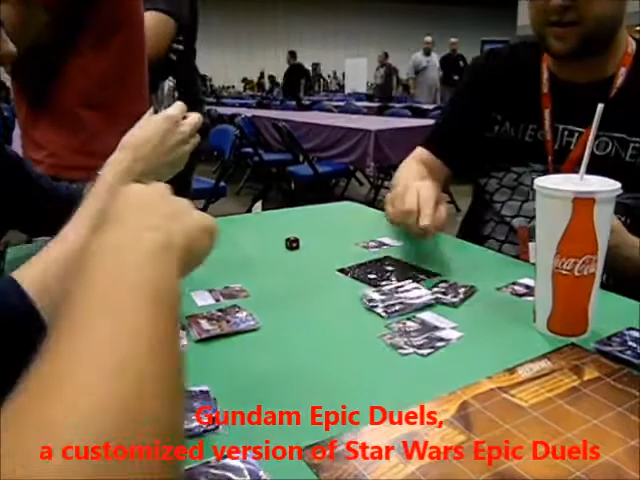 GAME OF THRONES
Coca-Cola
Gundam Epic Duels,
a customized version of Star Wars Epic Duels